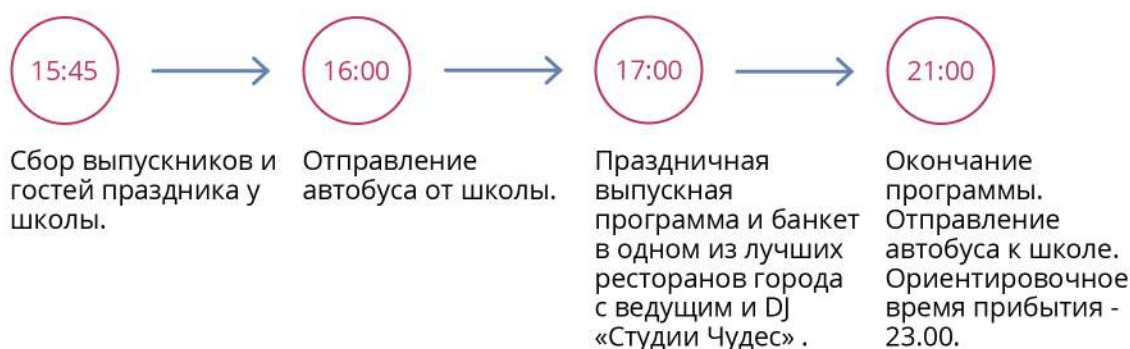 15:45
16:00
17:00
21:00
Сбор выпускников и
гостей праздника у
школы.
Отправление
автобуса от школы.
Праздничная
выпускная
программа и банкет
в одном из лучших
ресторанов города
с ведущим и DJ
«Студии Чудес» .
Окончание
программы.
Отправление
автобуса к школе.
Ориентировочное
время прибытия -
23.00.